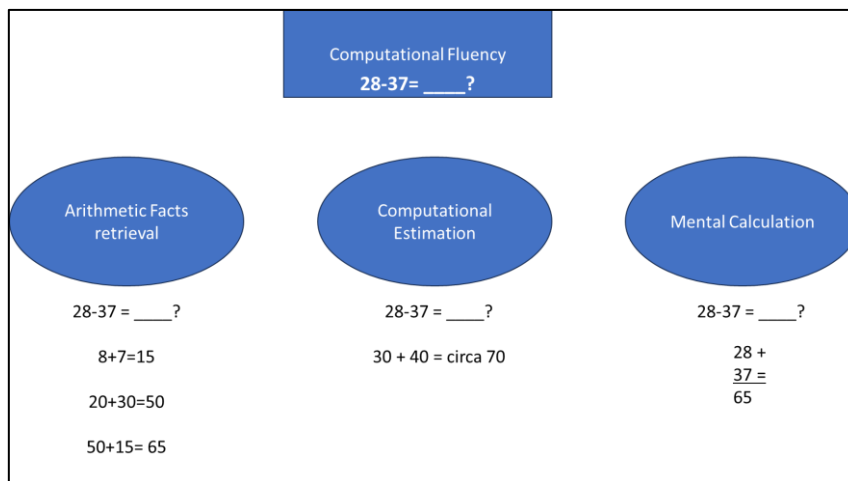 Computational Fluency
28-37= ____?
Arithmetic Facts
retrieval
28-37 = ____?
8+7=15
20+30=50
50+15= 65
Computational
Estimation
28-37 = ____?
30 + 40 = circa 70
Mental Calculation
28-37 = ____?
28 +
37 =
65